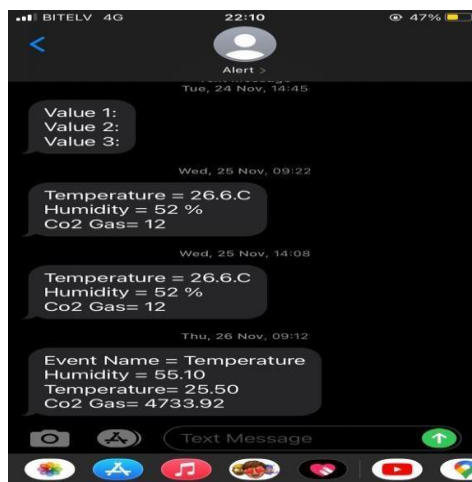 BITELV 4G 22:10 47%
Alert >
Tue, 24 Nov, 14:45
Value 1:
Value 2:
Value 3:
Wed, 25 Nov, 09:22
Temperature = 26.6.C
Humidity = 52 %
Co2 Gas= 12
Wed, 25 Nov, 14:08
Temperature = 26.6.C
Humidity = 52 %
Co2 Gas= 12
Thu, 26 Nov, 09:12
Event Name = Temperature
Humidity = 55.10
Temperature= 25.50
Co2 Gas= 4733.92
Text Message